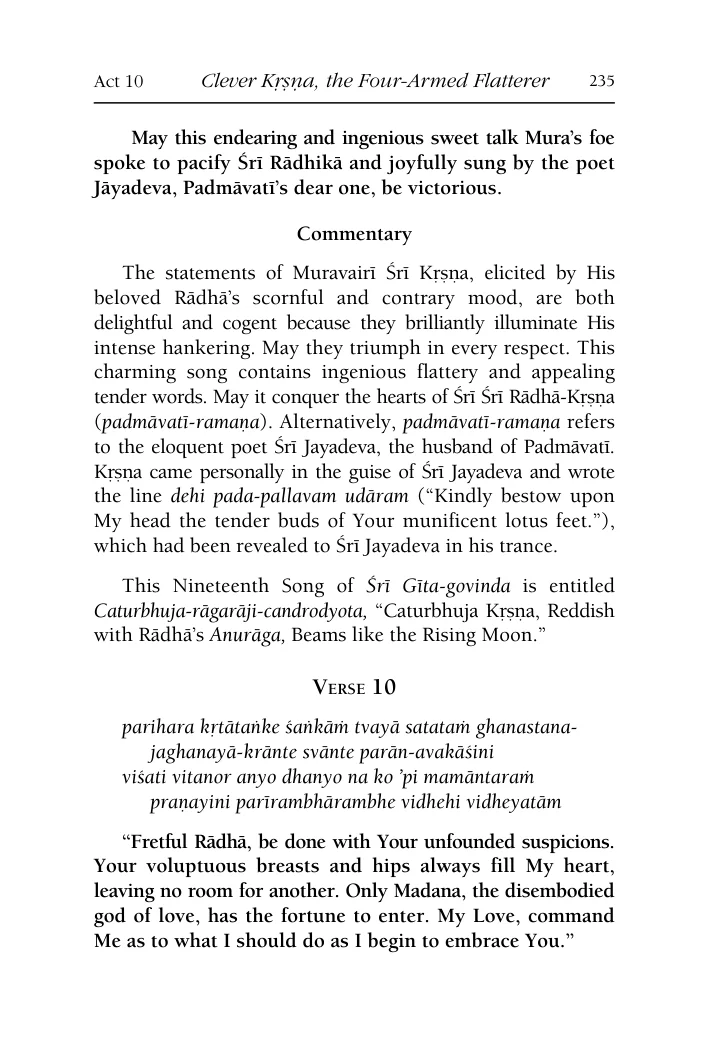 Act 10 Clever Kṛṣṇa, the Four-Armed Flatterer 235
May this endearing and ingenious sweet talk Mura’s foe
spoke to pacify Śrī Rādhikā and joyfully sung by the poet
Jāyadeva, Padmāvatī’s dear one, be victorious.
Commentary
The statements of Muravairī Śrī Kṛṣṇa, elicited by His
beloved Rādhā’s scornful and contrary mood, are both
delightful and cogent because they brilliantly illuminate His
intense hankering. May they triumph in every respect. This
charming song contains ingenious flattery and appealing
tender words. May it conquer the hearts of Śrī Śrī Rādhā-Kṛṣṇa
(padmāvatī-ramaṇa). Alternatively, padmāvatī-ramaṇa refers
to the eloquent poet Śrī Jayadeva, the husband of Padmāvatī.
Kṛṣṇa came personally in the guise of Śrī Jayadeva and wrote
the line dehi pada-pallavam udāram (“Kindly bestow upon
My head the tender buds of Your munificent lotus feet.”),
which had been revealed to Śrī Jayadeva in his trance.
This Nineteenth Song of Śrī Gīta-govinda is entitled
Caturbhuja-rāgarāji-candrodyota, “Caturbhuja Kṛṣṇa, Reddish
with Rādhā’s Anurāga, Beams like the Rising Moon.”
VERSE 10
parihara kṛtātaṅke śaṅkāṁ tvayā satataṁ ghanastana-
jaghanayā-krānte svānte parān-avakāśini
viśati vitanor anyo dhanyo na ko ’pi mamāntaraṁ
praṇayini parīrambhārambhe vidhehi vidheyatām
“Fretful Rādhā, be done with Your unfounded suspicions.
Your voluptuous breasts and hips always fill My heart,
leaving no room for another. Only Madana, the disembodied
god of love, has the fortune to enter. My Love, command
Me as to what I should do as I begin to embrace You.”